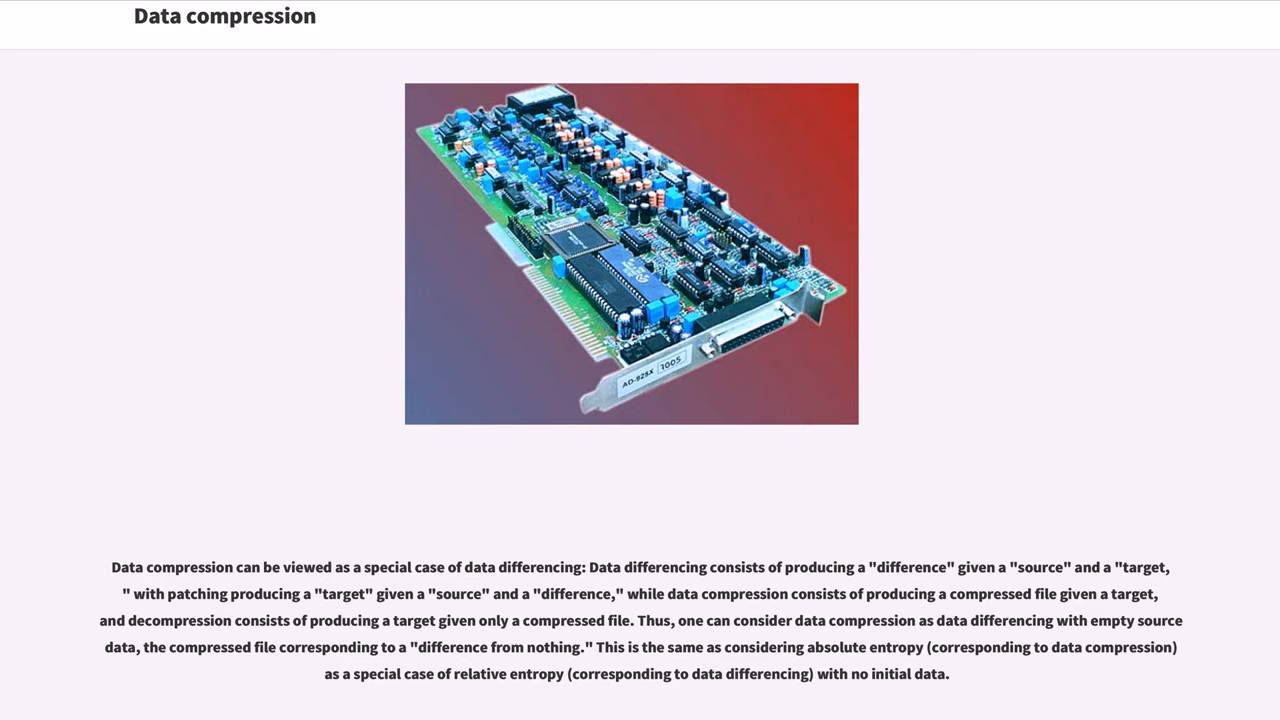 Data compression
AD-925X 1005
Data compression can be viewed as a special case of data differencing: Data differencing consists of producing a "difference" given a "source" and a "target,
" with patching producing a "target" given a "source" and a "difference," while data compression consists of producing a compressed file given a target,
and decompression consists of producing a target given only a compressed file. Thus, one can consider data compression as data differencing with empty source
data, the compressed file corresponding to a "difference from nothing." This is the same as considering absolute entropy (corresponding to data compression)
as a special case of relative entropy (corresponding to data differencing) with no initial data.